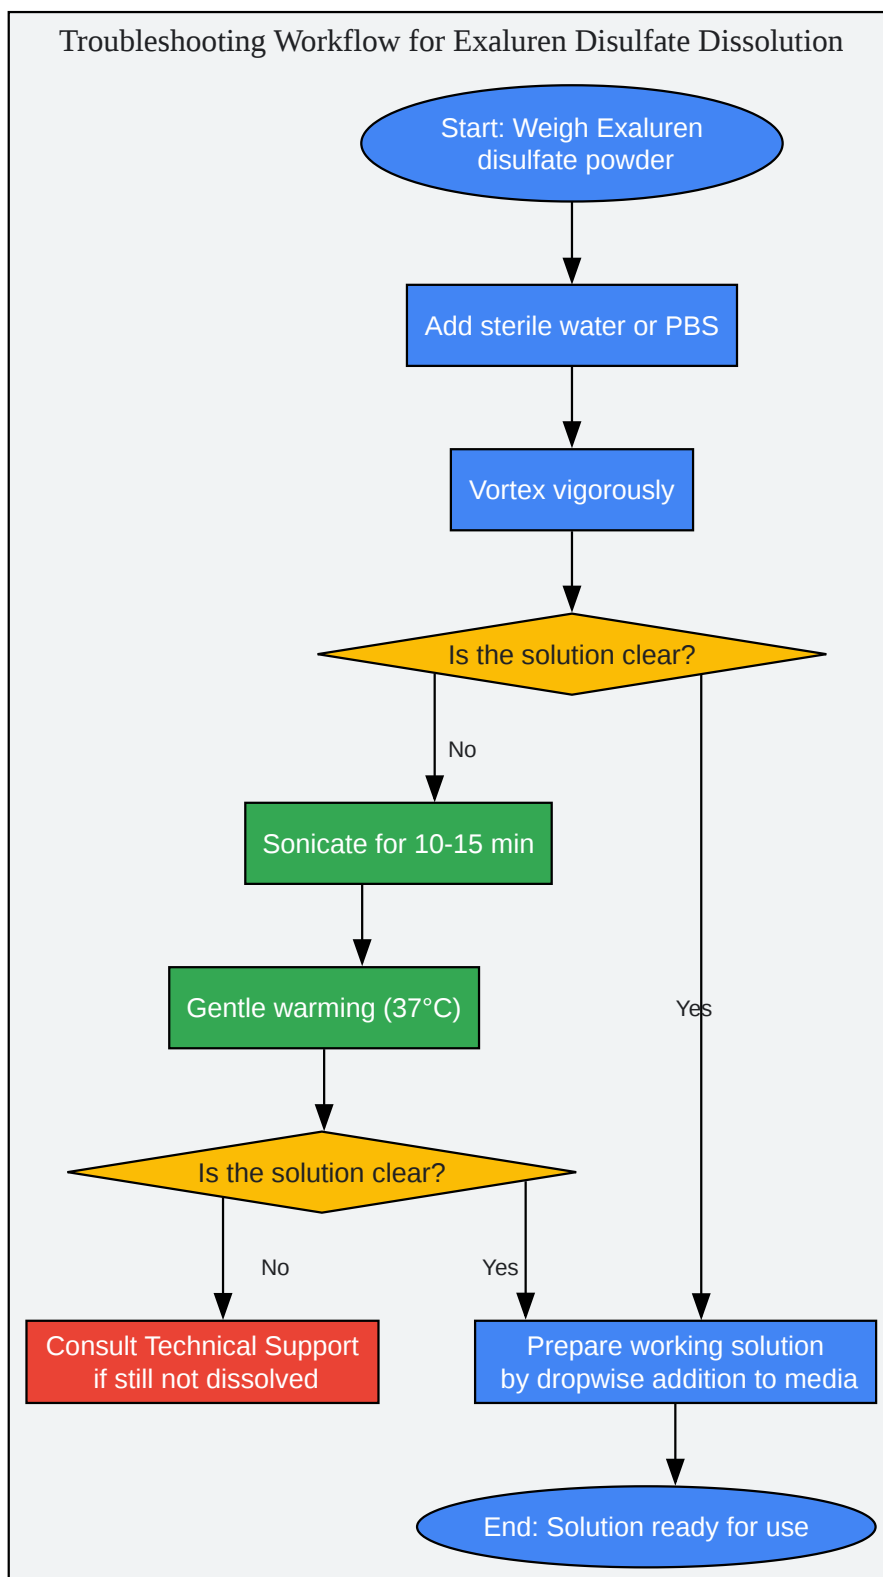 Troubleshooting Workflow for Exaluren Disulfate Dissolution
Start: Weigh Exaluren
disulfate powder
Add sterile water or PBS
Vortex vigorously
Is the solution clear?
No
Sonicate for 10-15 min
Gentle warming (37°C)
Yes
Is the solution clear?
No
Yes
Consult Technical Support
if still not dissolved
Prepare working solution
by dropwise addition to media
End: Solution ready for use